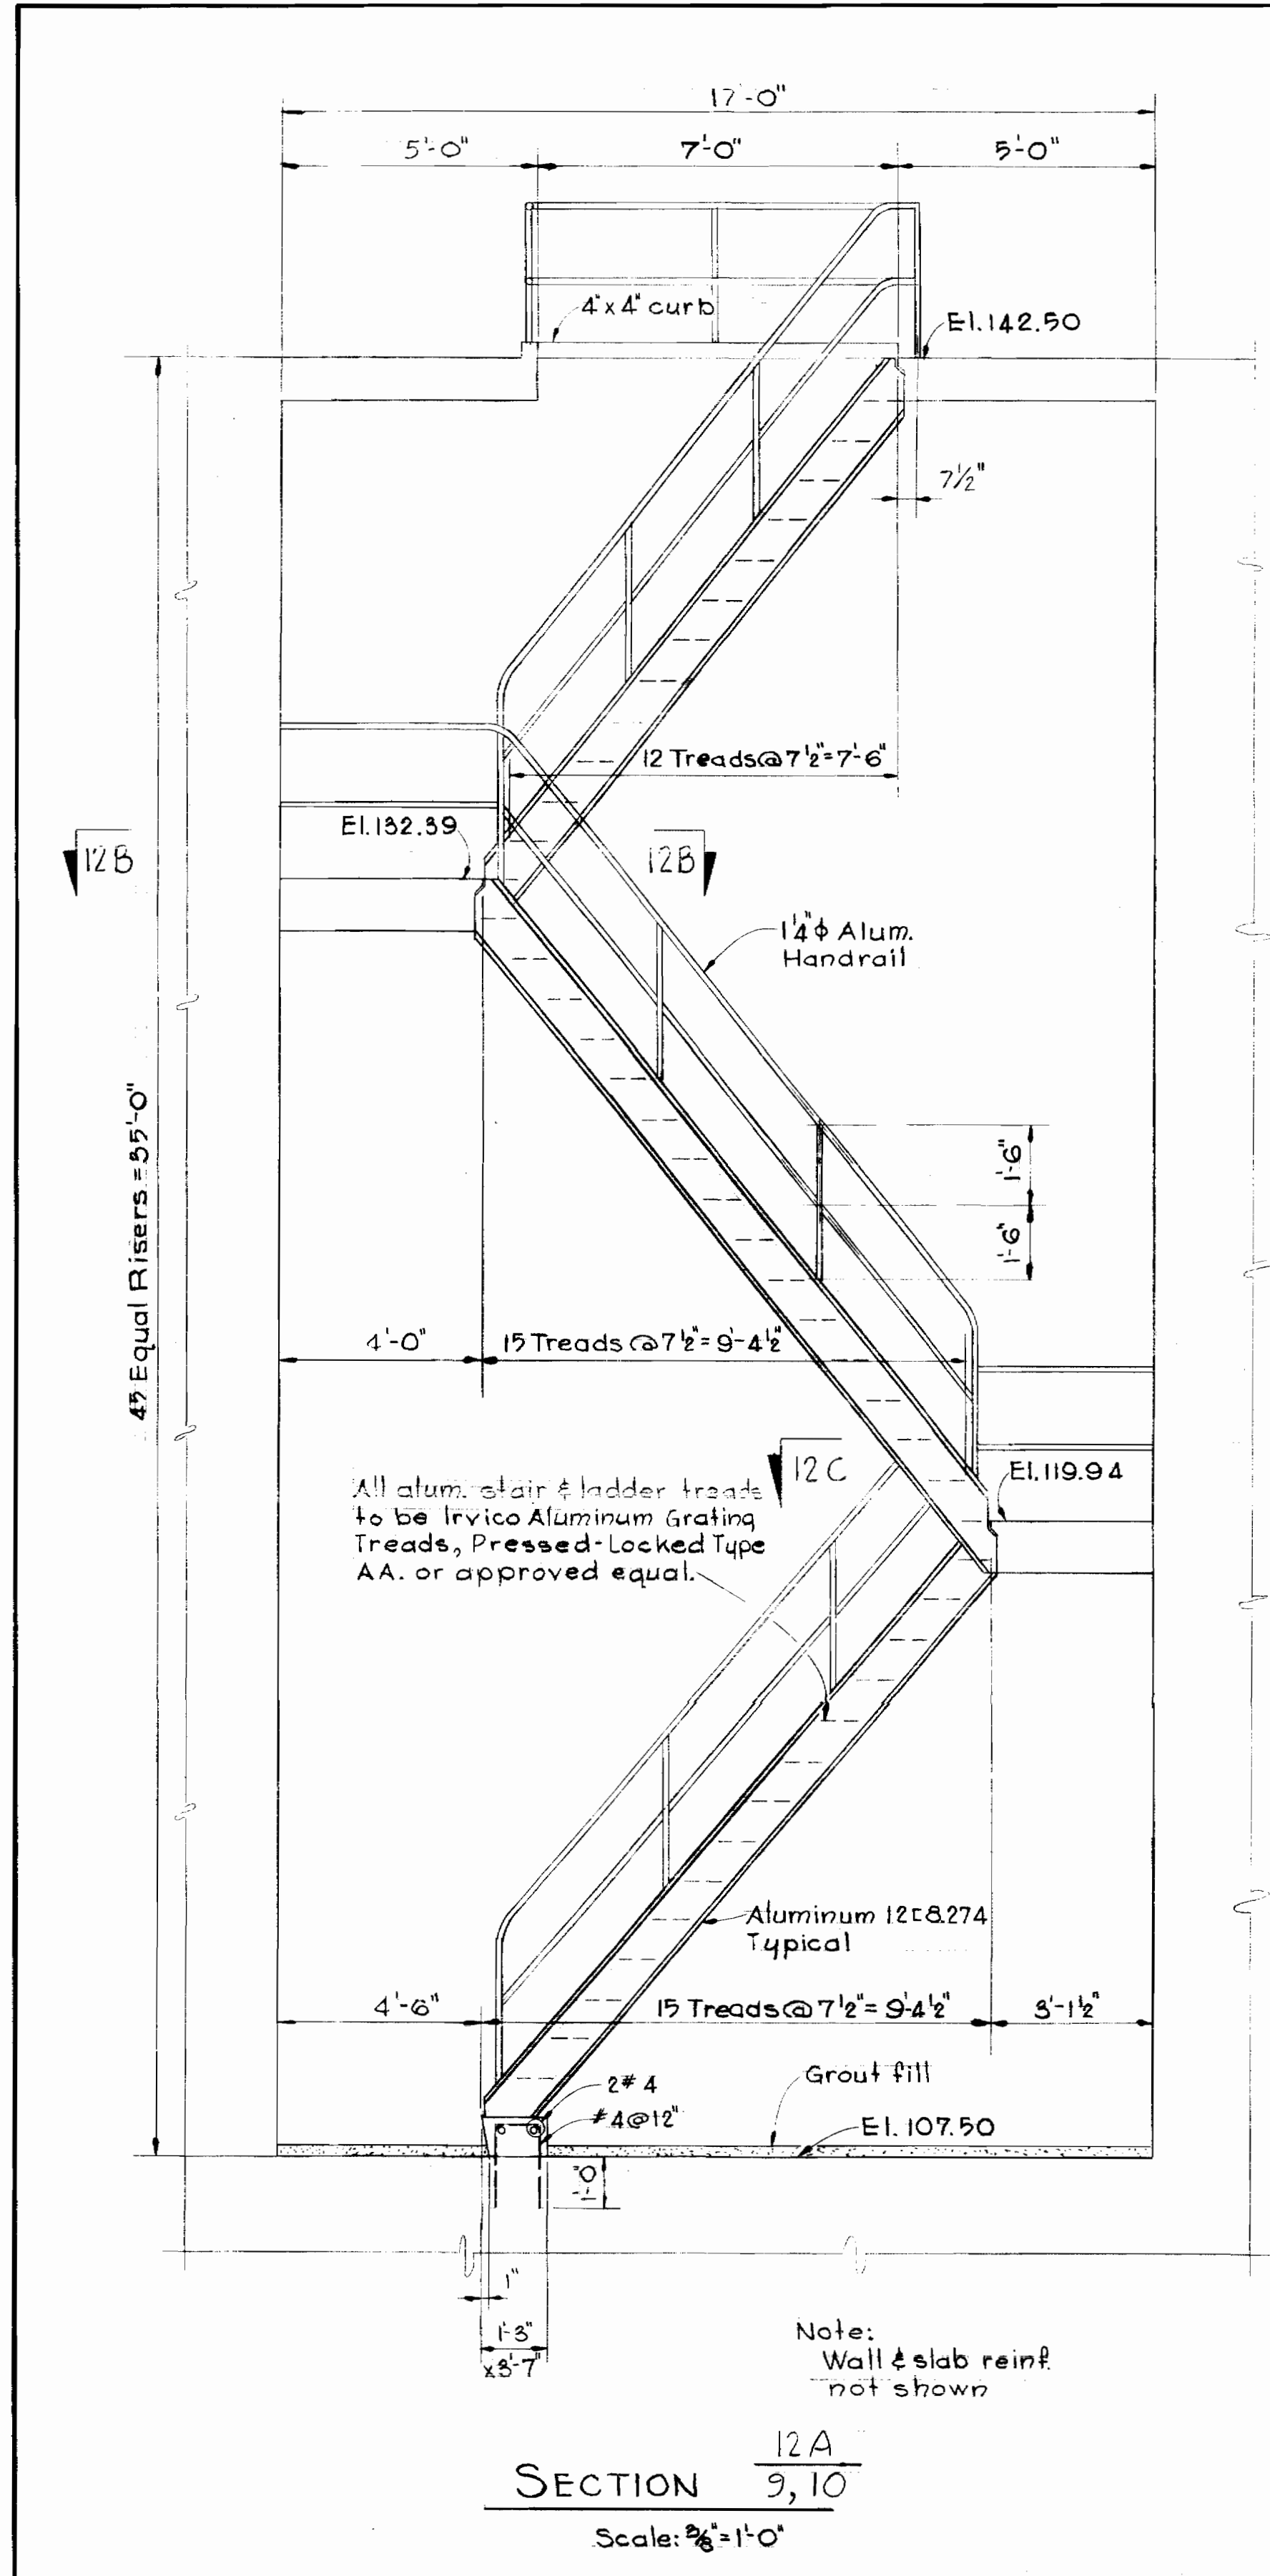 17'-0"
5'-0" 7'-0" 5'-0"
4"x4" curb
El.142.50
7½"
12 Treads@7½"=7'-6"
El.132.39
12B 12B
1¼"ϕ Alum.
Handrail
45 Equal Risers=35'-0"
1'-6"
1'-6"
4'-0" 15 Treads@7½"=9'-4½"
12C
El.119.94
All alum. stair & ladder treads
to be Irvico Aluminum Grating
Treads, Pressed-Locked Type
AA. or approved equal.
Aluminum 12[8.274
Typical
4'-6" 15 Treads@7½"=9'-4½" 3'-1½"
2#4
#4@12"
Grout fill
El. 107.50
1'-0"
1"
1'-3"
x3'-7"
Note:
Wall & slab reinf.
not shown
SECTION 12A
9,10
Scale: ⅜"=1'-0"